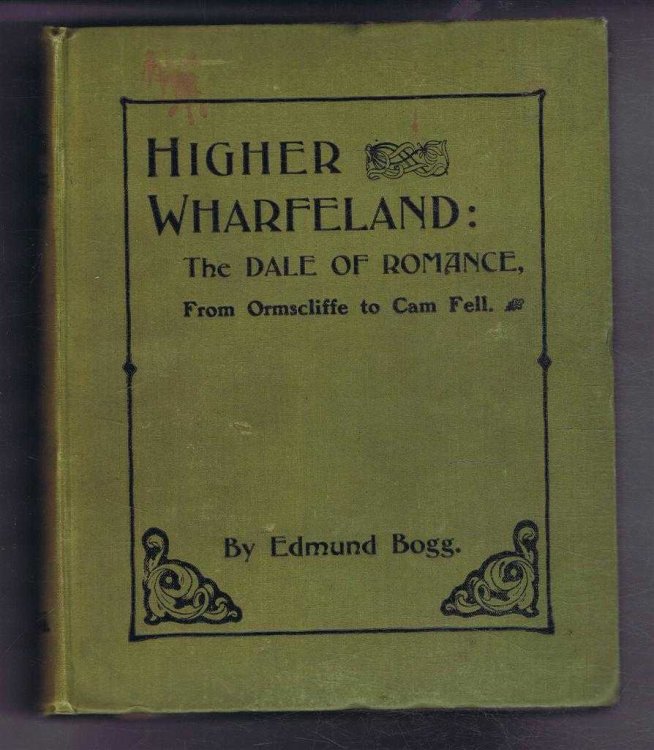 HIGHER
WHARFELAND:
The DALE OF ROMANCE,
From Ormscliffe to Cam Fell.
By Edmund Bogg.